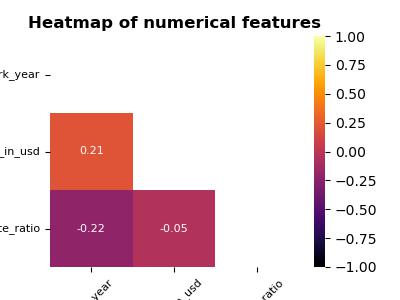 Heatmap of numerical features
1.00
rk_year
0.75
0.50
0.25
_in_usd
0.21
0.00
−0.25
te_ratio
-0.22
-0.05
−0.50
−0.75
−1.00
year
_usd
ratio